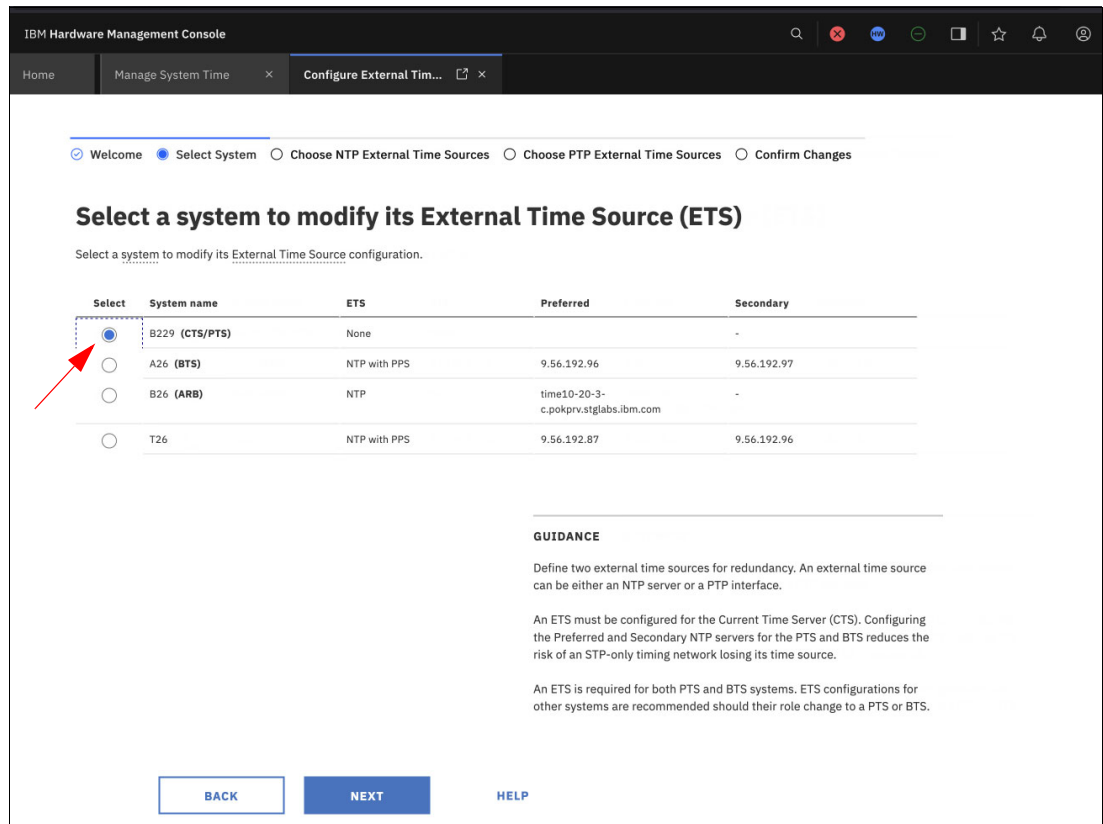 IBM Hardware Management Console
HW
Home
Manage System Time
Configure External Tim...
Welcome Select System Choose NTP External Time Sources Choose PTP External Time Sources Confirm Changes
Select a system to modify its External Time Source (ETS)
Select a system to modify its External Time Source configuration.
Select System name ETS Preferred Secondary
B229 (CTS/PTS) None -
A26 (BTS) NTP with PPS 9.56.192.96 9.56.192.97
B26 (ARB) NTP time10-20-3- -
c.pokprv.stglabs.ibm.com
T26 NTP with PPS 9.56.192.87 9.56.192.96
GUIDANCE
Define two external time sources for redundancy. An external time source
can be either an NTP server or a PTP interface.
An ETS must be configured for the Current Time Server (CTS). Configuring
the Preferred and Secondary NTP servers for the PTS and BTS reduces the
risk of an STP-only timing network losing its time source.
An ETS is required for both PTS and BTS systems. ETS configurations for
other systems are recommended should their role change to a PTS or BTS.
BACK NEXT HELP